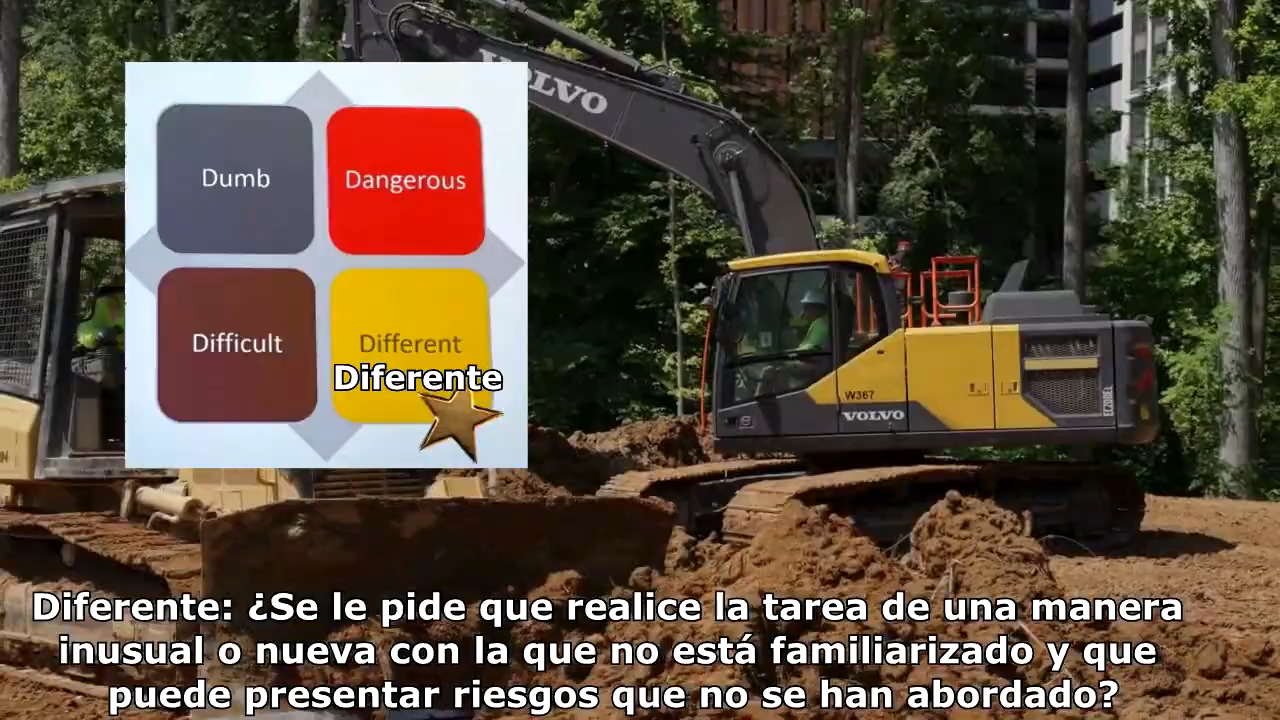 VOLVO
Dumb
Dangerous
Difficult
Different
Diferente
W367
VOLVO
Diferente: ¿Se le pide que realice la tarea de una manera
inusual o nueva con la que no está familiarizado y que
puede presentar riesgos que no se han abordado?